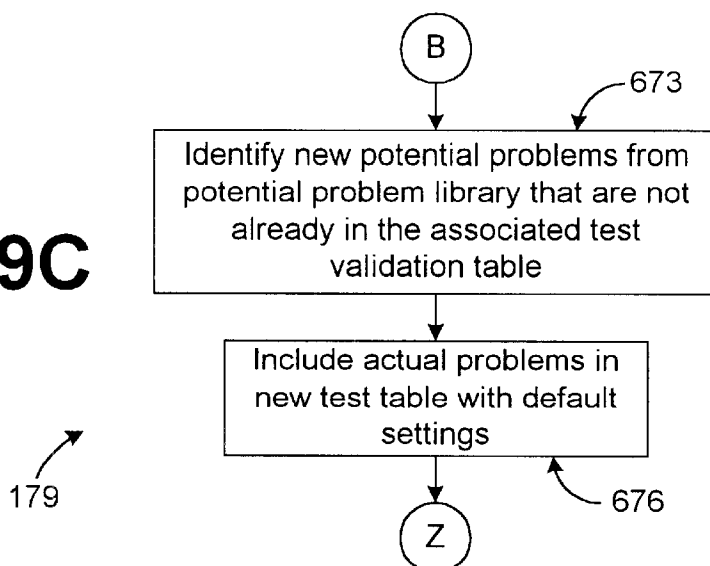 B
673
Identify new potential problems from
potential problem library that are not
already in the associated test
validation table
9C
Include actual problems in
new test table with default
settings
179
676
Z